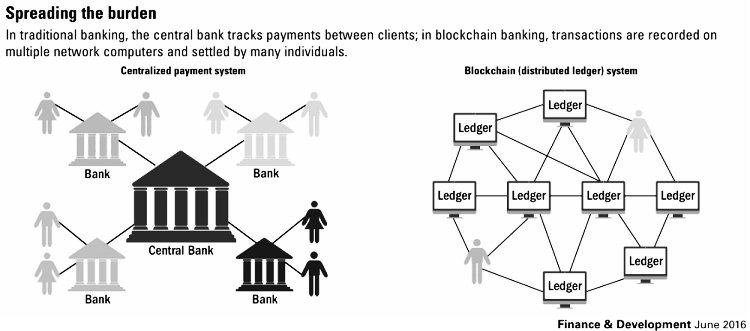 Spreading the burden
In traditional banking, the central bank tracks payments between clients; in blockchain banking, transactions are recorded on
multiple network computers and settled by many individuals.
Centralized payment system
Bank
Bank
Central Bank
Bank
Bank
Blockchain (distributed ledger) system
Ledger
Ledger
Ledger
Ledger
Ledger
Ledger
Ledger
Ledger
Finance & Development June 2016